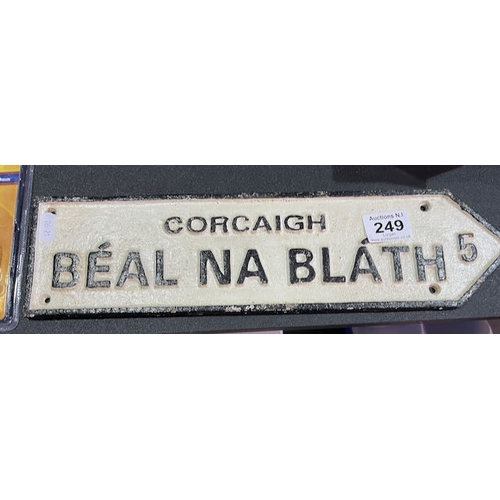 CORCAIGH
BÉAL NA BLÁTH 5
Auctions N.I.
249